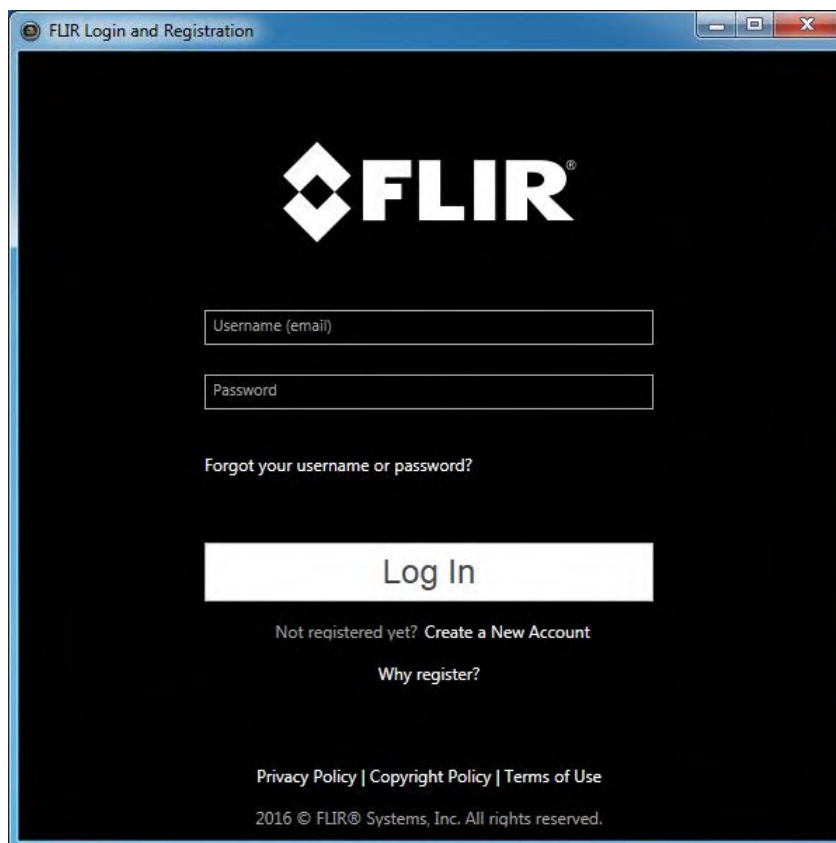 FLIR Login and Registration
FLIR®
Username (email)
Password
Forgot your username or password?
Log In
Not registered yet? Create a New Account
Why register?
Privacy Policy | Copyright Policy | Terms of Use
2016 © FLIR® Systems, Inc. All rights reserved.